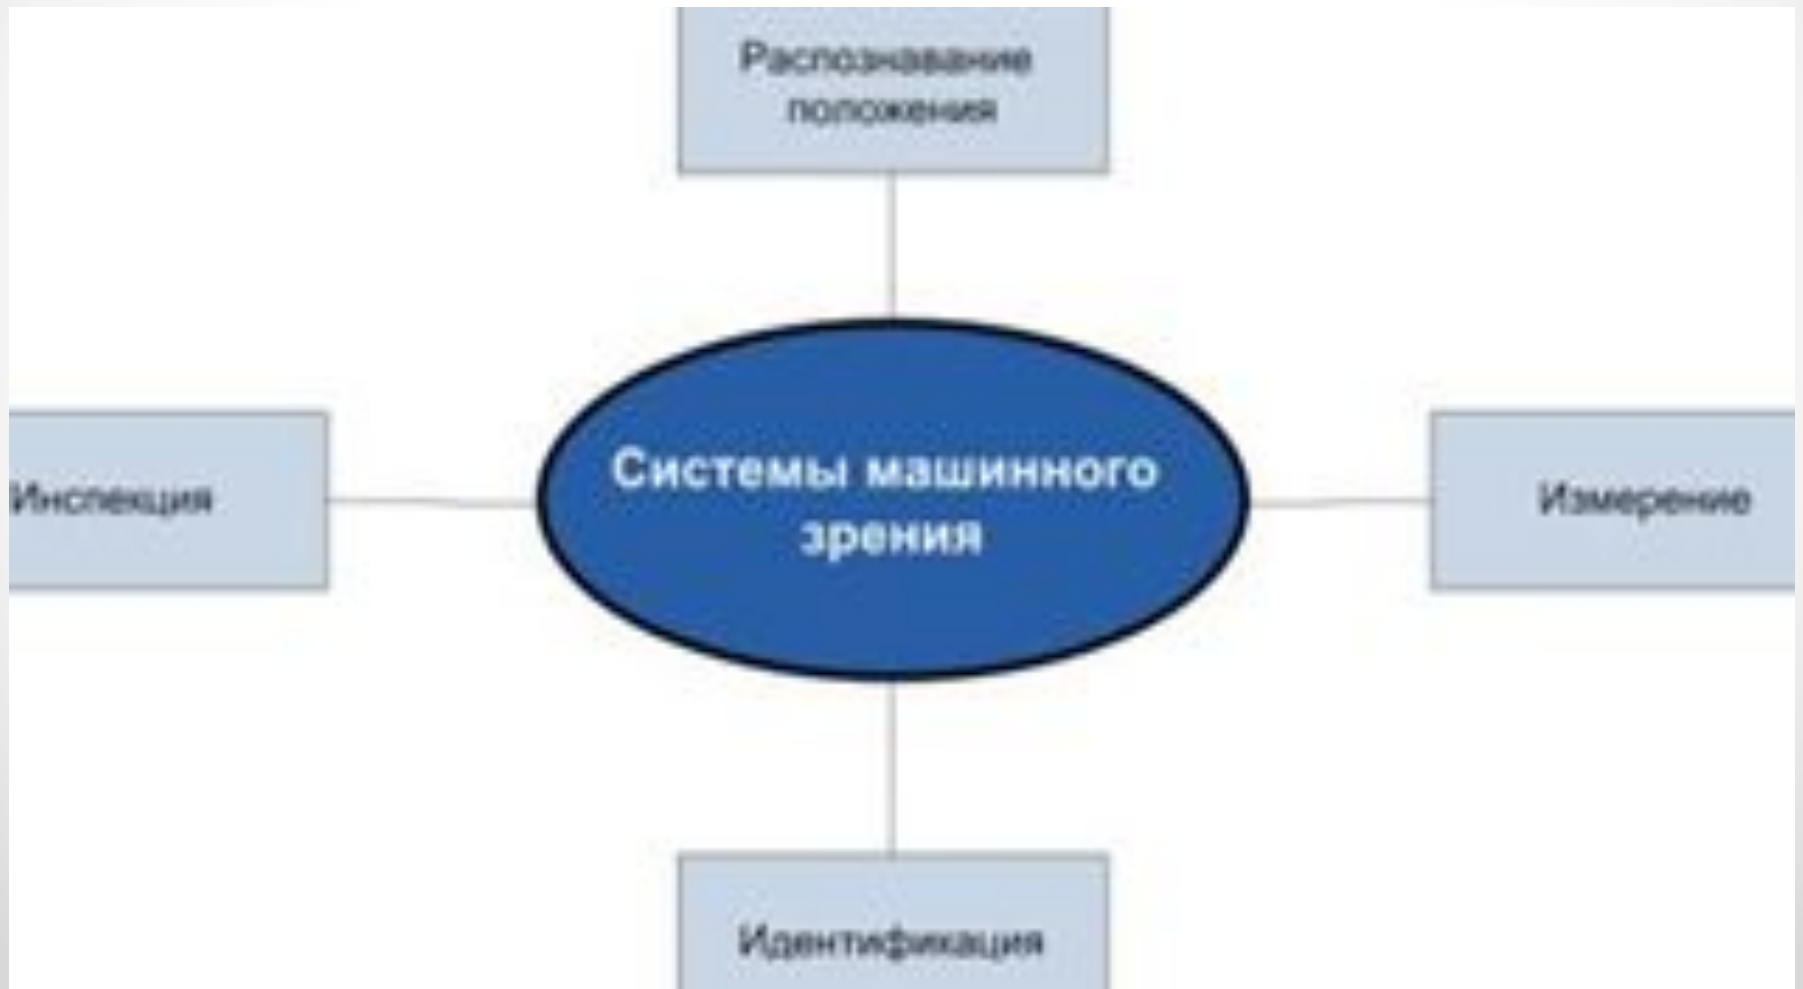 Распознавание
положения
Инспекция
Системы машинного
зрения
Измерение
Идентификация